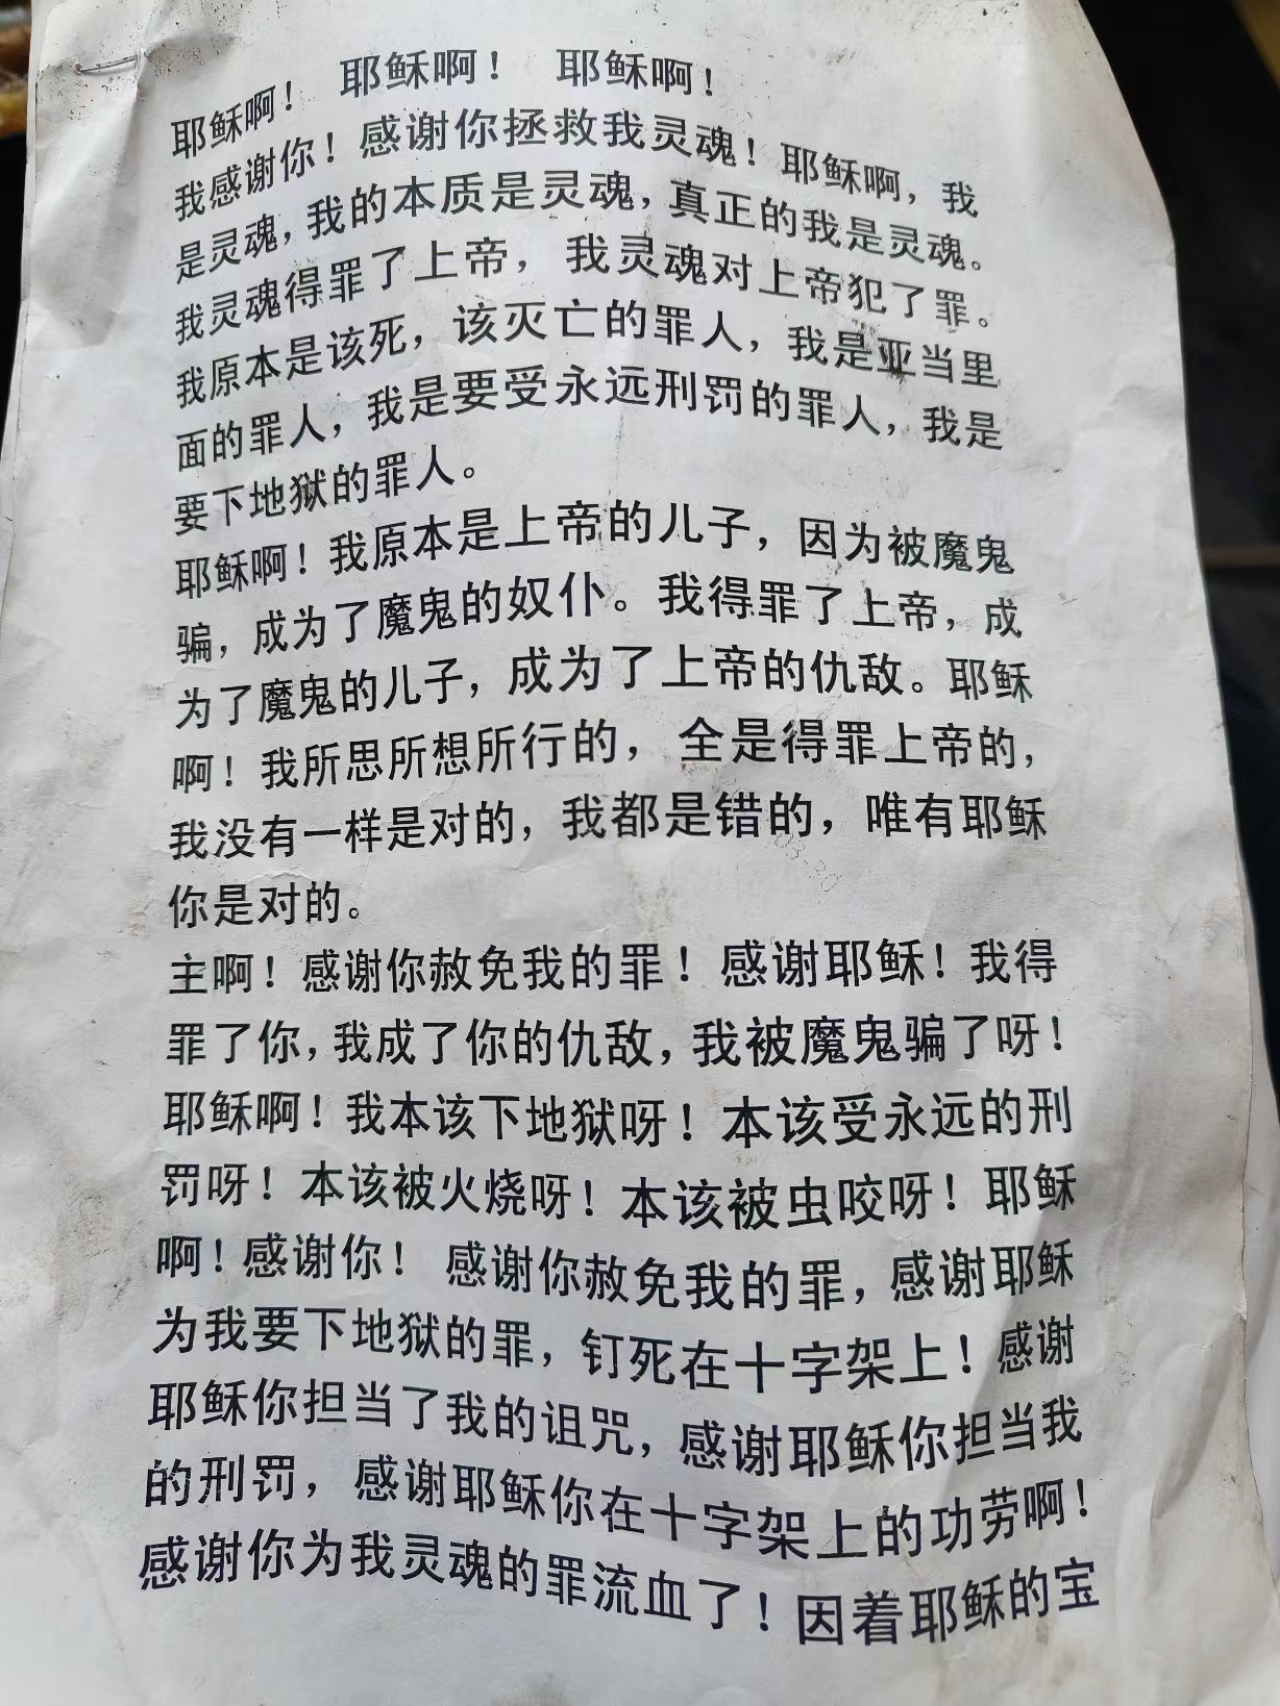 耶稣啊！ 耶稣啊！ 耶稣啊！
我感谢你！感谢你拯救我灵魂！耶稣啊，我
是灵魂，我的本质是灵魂，真正的我是灵魂。
我灵魂得罪了上帝，我灵魂对上帝犯了罪。
我原本是该死，该灭亡的罪人，我是亚当里
面的罪人，我是要受永远刑罚的罪人，我是
要下地狱的罪人。
耶稣啊！我原本是上帝的儿子，因为被魔鬼
骗，成为了魔鬼的奴仆。我得罪了上帝，成
为了魔鬼的儿子，成为了上帝的仇敌。耶稣
啊！我所思所想所行的，全是得罪上帝的，
我没有一样是对的，我都是错的，唯有耶稣
你是对的。
主啊！感谢你赦免我的罪！感谢耶稣！我得
罪了你，我成了你的仇敌，我被魔鬼骗了呀！
耶稣啊！我本该下地狱呀！本该受永远的刑
罚呀！本该被火烧呀！本该被虫咬呀！耶稣
啊！感谢你！ 感谢你赦免我的罪，感谢耶稣
为我要下地狱的罪，钉死在十字架上！感谢
耶稣你担当了我的诅咒，感谢耶稣你担当我
的刑罚，感谢耶稣你在十字架上的功劳啊！
感谢你为我灵魂的罪流血了！因着耶稣的宝